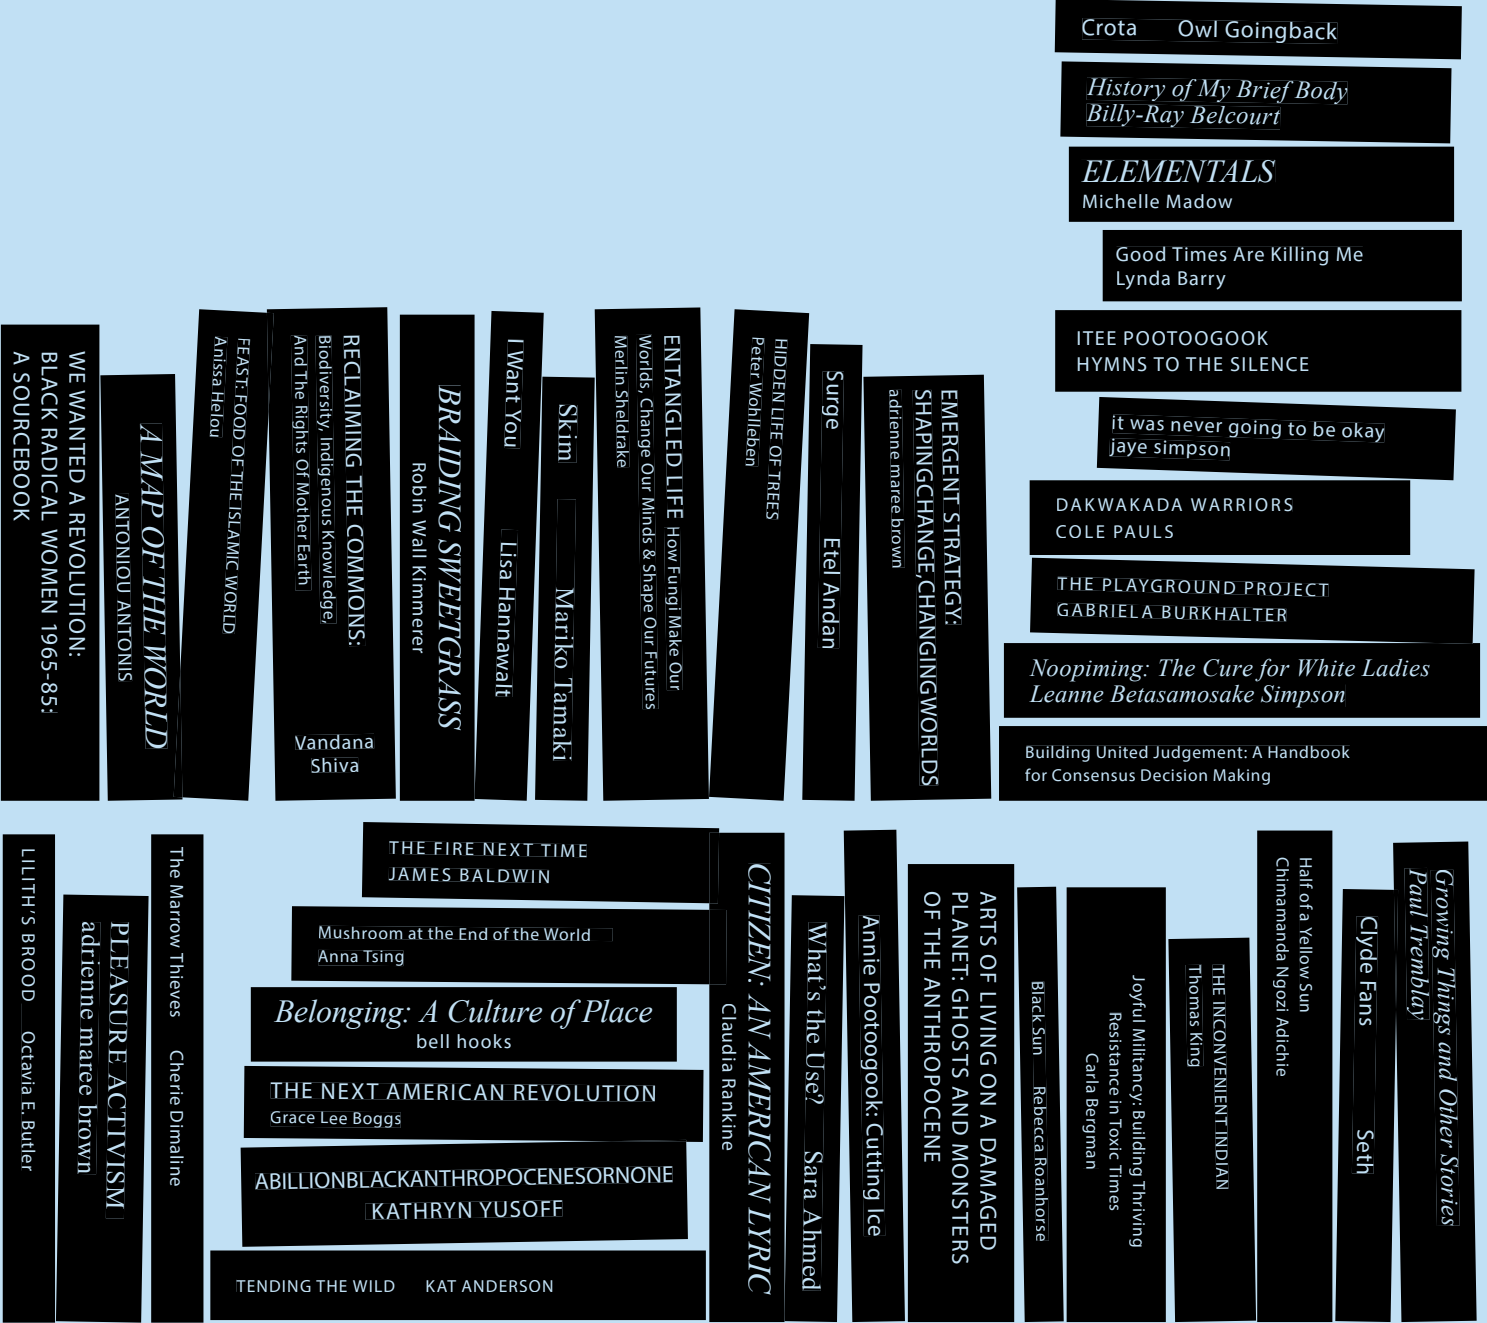 Crota Owl Goingback
History of My Brief Body
Billy-Ray Belcourt
ELEMENTALS
Michelle Madow
Good Times Are Killing Me
Lynda Barry
ITEE POOTOOGOOK
HYMNS TO THE SILENCE
it was never going to be okay
jaye simpson
DAKWAKADA WARRIORS
COLE PAULS
THE PLAYGROUND PROJECT
GABRIELA BURKHALTER
Noopiming: The Cure for White Ladies
Leanne Betasamosake Simpson
Building United Judgement: A Handbook
for Consensus Decision Making
WE WANTED A REVOLUTION:
BLACK RADICAL WOMEN 1965-85:
A SOURCEBOOK
A MAP OF THE WORLD
ANTONIOU ANTONIS
FEAST: FOOD OF THE ISLAMIC WORLD
Anissa Helou
RECLAIMING THE COMMONS:
Biodiversity, Indigenous Knowledge,
And The Rights Of Mother Earth
Vandana
Shiva
BRAIDING SWEETGRASS
Robin Wall Kimmerer
I Want You Lisa Hannawalt
Skim Mariko Tamaki
ENTANGLED LIFE How Fungi Make Our
Worlds, Change Our Minds & Shape Our Futures
Merlin Sheldrake
HIDDEN LIFE OF TREES
Peter Wohlleben
Surge Etel Andan
EMERGENT STRATEGY:
SHAPINGCHANGE,CHANGINGWORLDS
adrienne maree brown
LILITH'S BROOD Octavia E. Butler
PLEASURE ACTIVISM
adrienne maree brown
The Marrow Thieves Cherie Dimaline
THE FIRE NEXT TIME
JAMES BALDWIN
Mushroom at the End of the World
Anna Tsing
Belonging: A Culture of Place
bell hooks
THE NEXT AMERICAN REVOLUTION
Grace Lee Boggs
ABILLIONBLACKANTHROPOCENESORNONE
KATHRYN YUSOFF
TENDING THE WILD KAT ANDERSON
CITIZEN: AN AMERICAN LYRIC
Claudia Rankine
What's the Use? Sara Ahmed
Annie Pootoogook: Cutting Ice
ARTS OF LIVING ON A DAMAGED
PLANET: GHOSTS AND MONSTERS
OF THE ANTHROPOCENE
Black Sun Rebecca Roanhorse
Joyful Militancy: Building Thriving
Resistance in Toxic Times
Carla Bergman
THE INCONVENIENT INDIAN
Thomas King
Half of a Yellow Sun
Chimamanda Ngozi Adichie
Clyde Fans Seth
Growing Things and Other Stories
Paul Tremblay